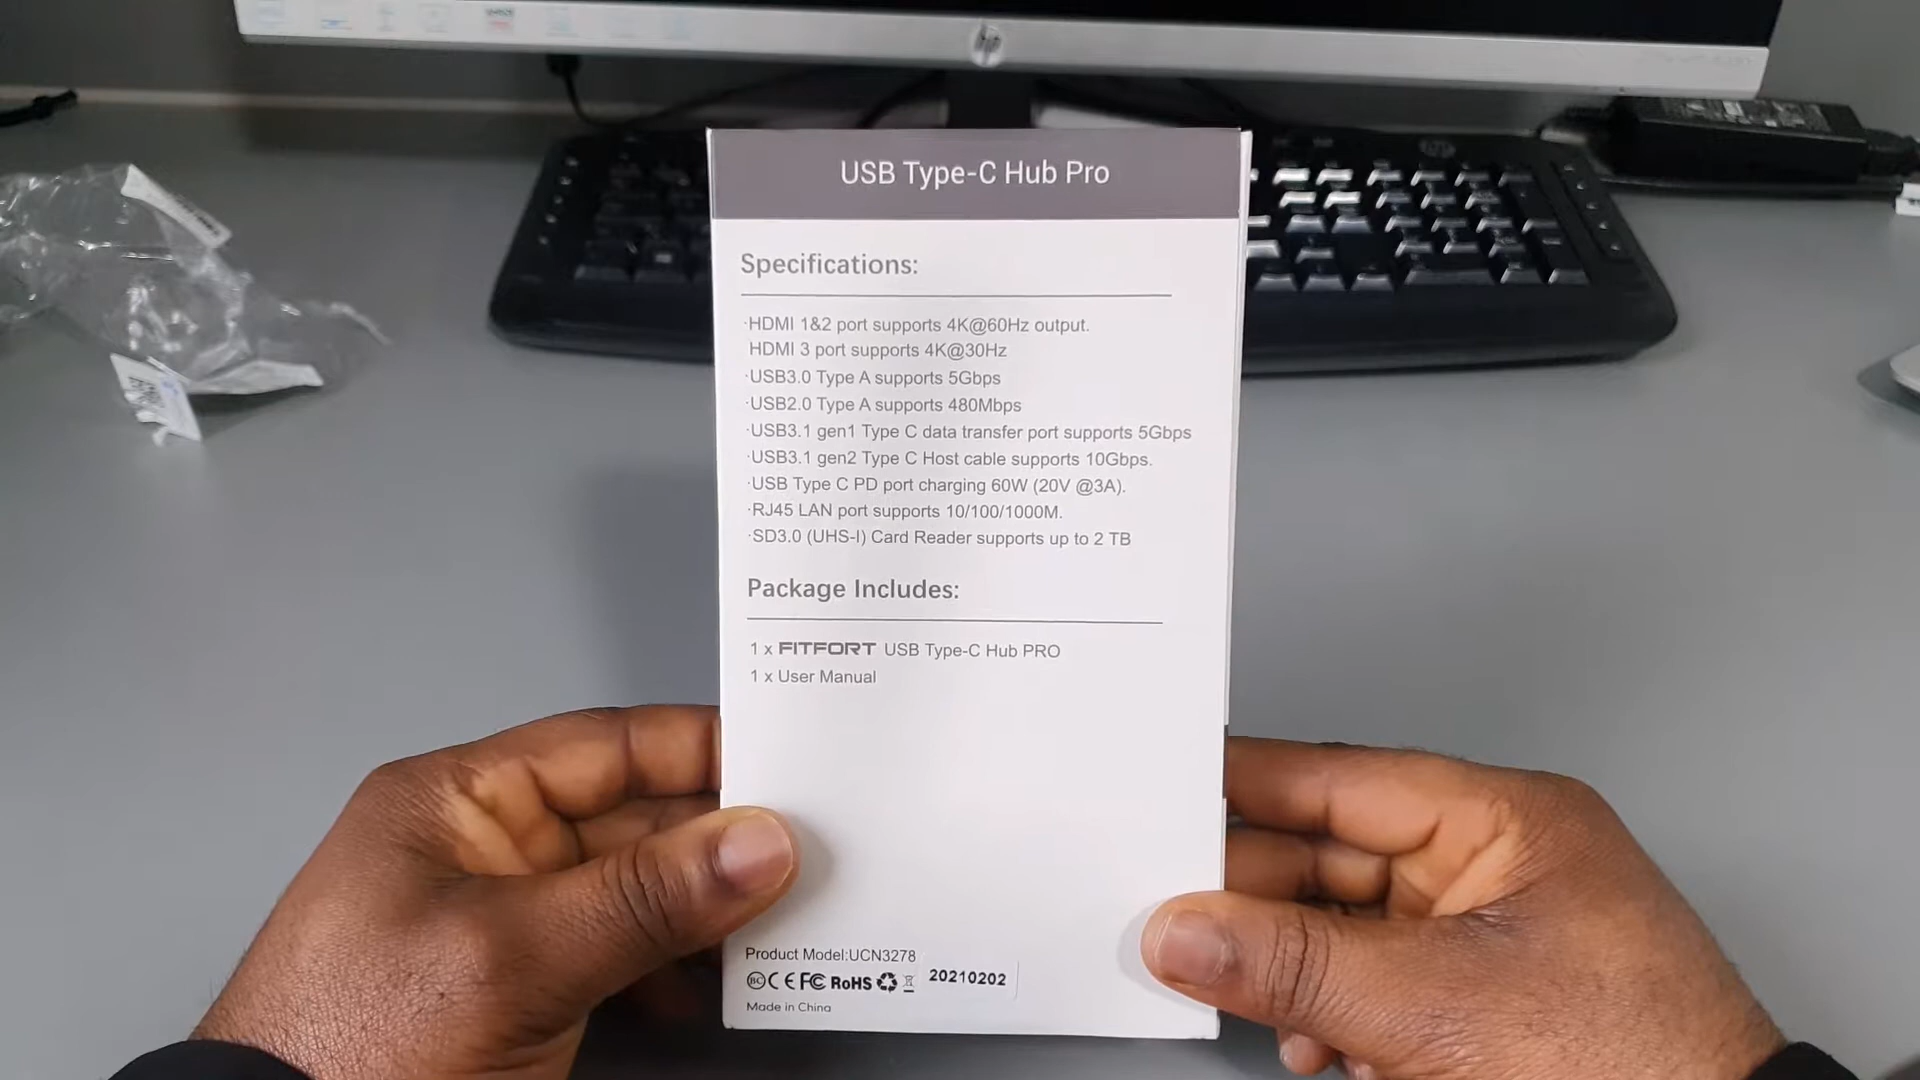 hp
USB Type-C Hub Pro
Specifications:
·HDMI 1&2 port supports 4K@60Hz output.
HDMI 3 port supports 4K@30Hz
·USB3.0 Type A supports 5Gbps
·USB2.0 Type A supports 480Mbps
·USB3.1 gen1 Type C data transfer port supports 5Gbps
·USB3.1 gen2 Type C Host cable supports 10Gbps.
·USB Type C PD port charging 60W (20V @3A).
·RJ45 LAN port supports 10/100/1000M.
·SD3.0 (UHS-I) Card Reader supports up to 2 TB
Package Includes:
1 x FITFORT USB Type-C Hub PRO
1 x User Manual
Product Model:UCN3278
BC CE FC RoHS 20210202
Made in China